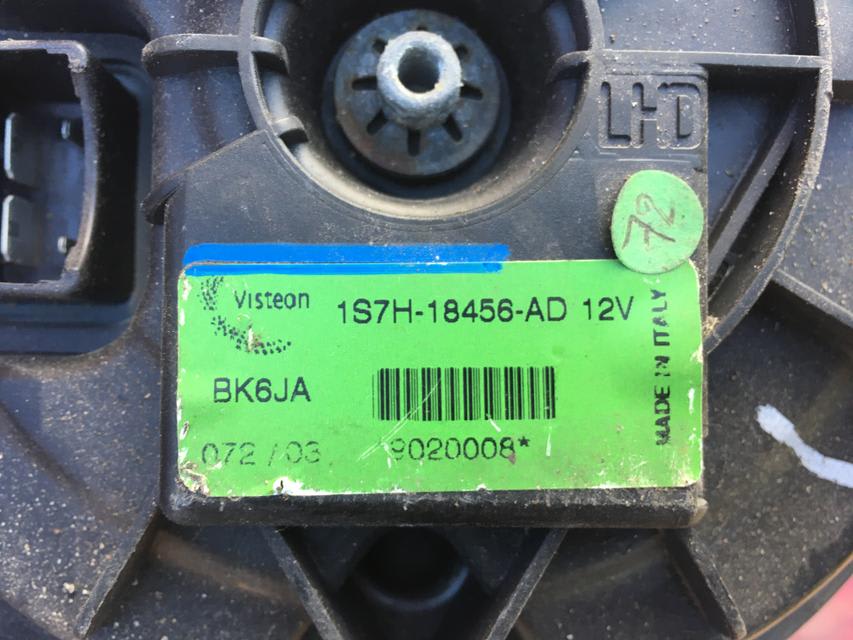 LHD
72
Visteon
1S7H-18456-AD 12V
BK6JA
MADE IN ITALY
072 / 03
9020008*